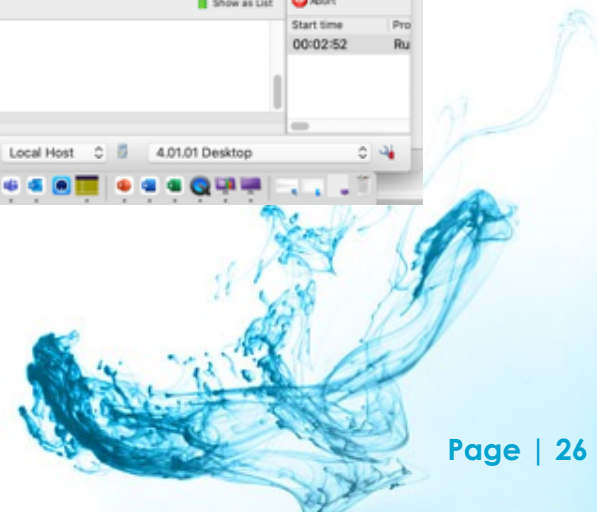 Show as List
Abort
Start time Pro
00:02:52 Ru
Local Host 4.01.01 Desktop
Page | 26